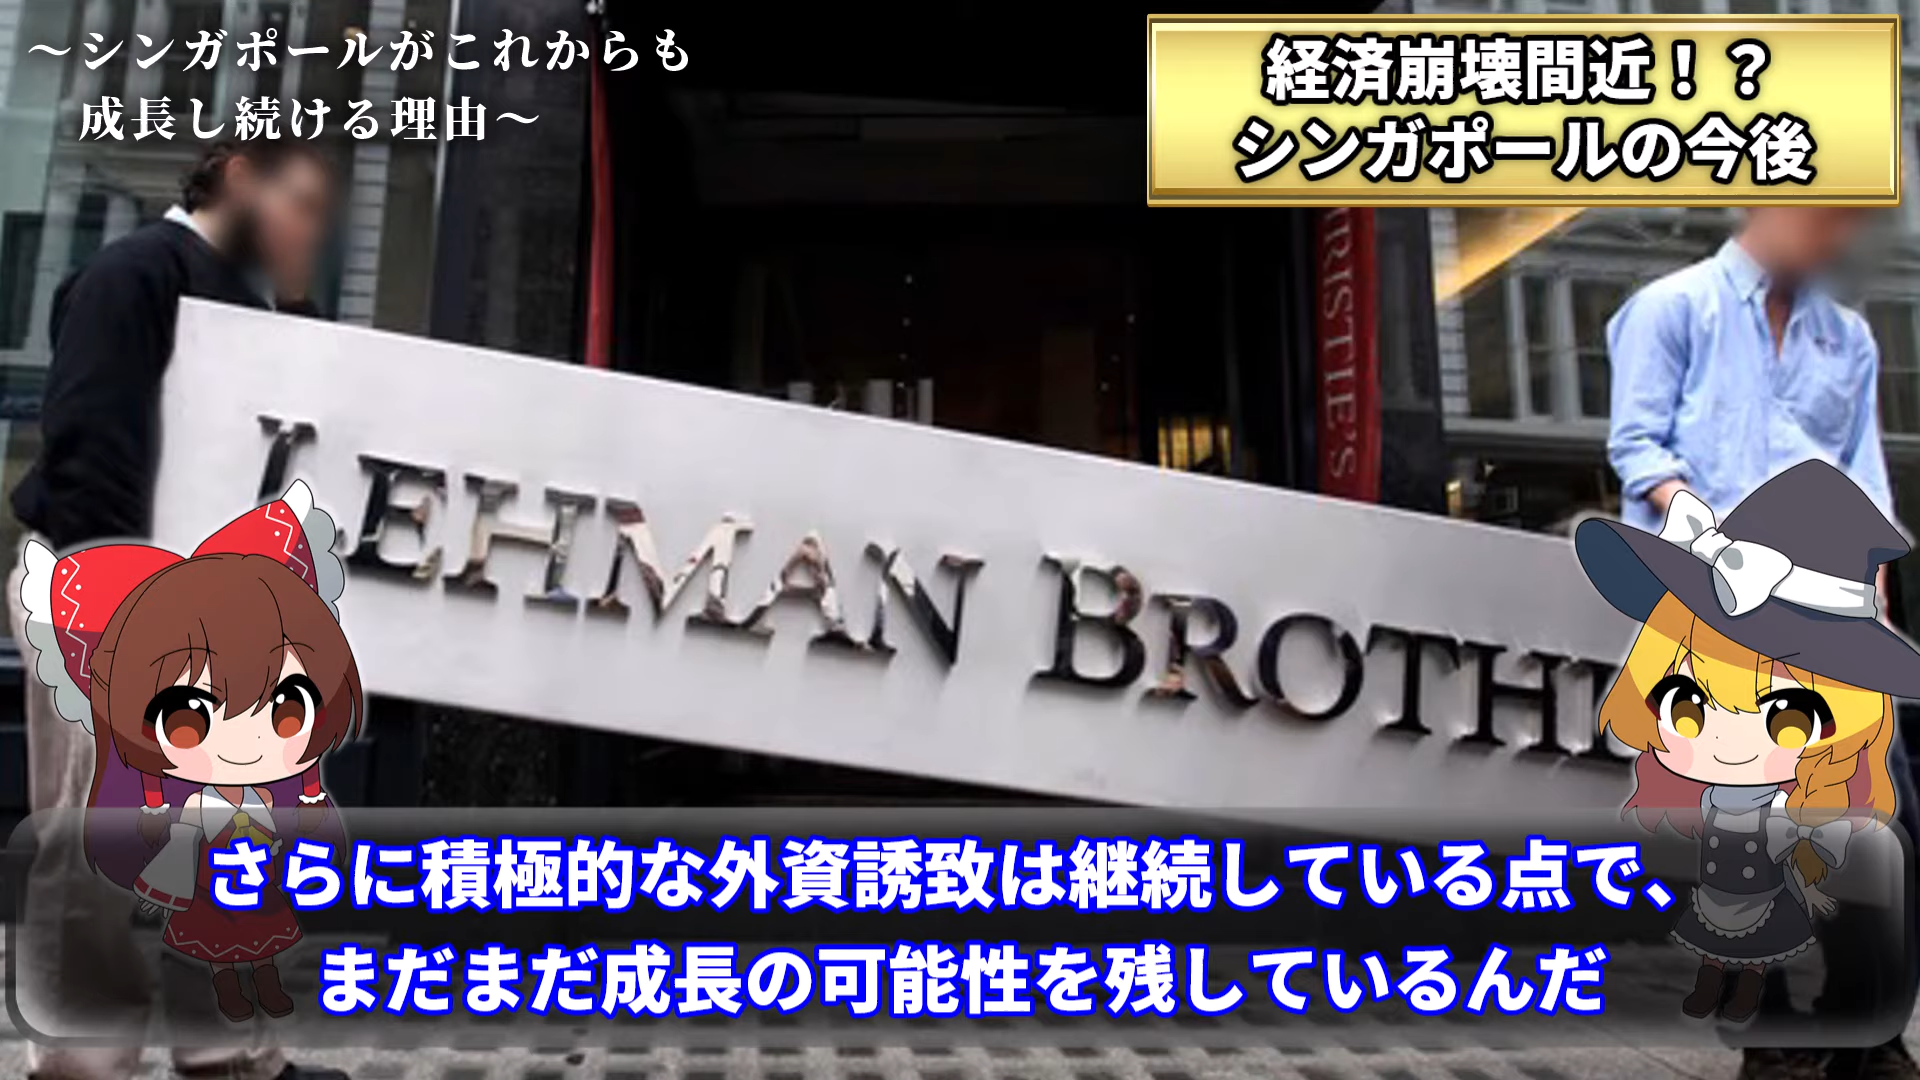 ～シンガポールがこれからも
成長し続ける理由～
経済崩壊間近！？
シンガポールの今後
RISTIE'S
LEHMAN BROTH
さらに積極的な外資誘致は継続している点で、
まだまだ成長の可能性を残しているんだ